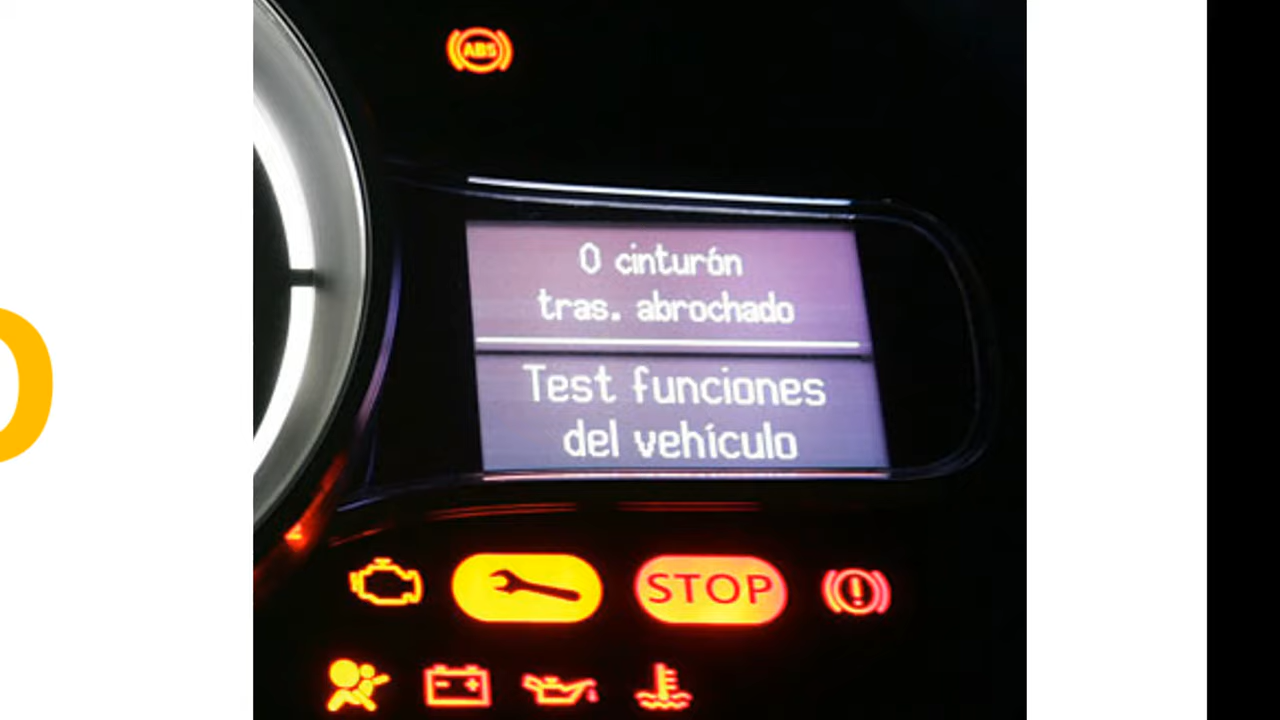 ABS
0 cinturón
tras. abrochado
Test funciones
del vehículo
STOP